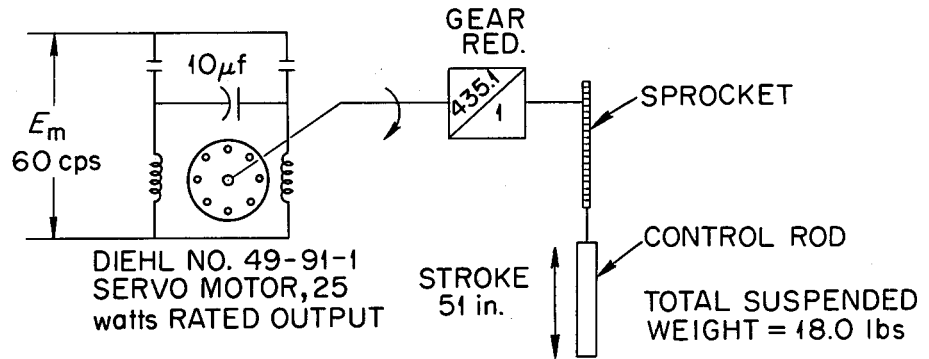 GEAR
RED.
10μf
435.1
1
SPROCKET
E_m
60 cps
CONTROL ROD
DIEHL NO. 49-91-1
SERVO MOTOR, 25
watts RATED OUTPUT
STROKE
51 in.
TOTAL SUSPENDED
WEIGHT = 18.0 lbs